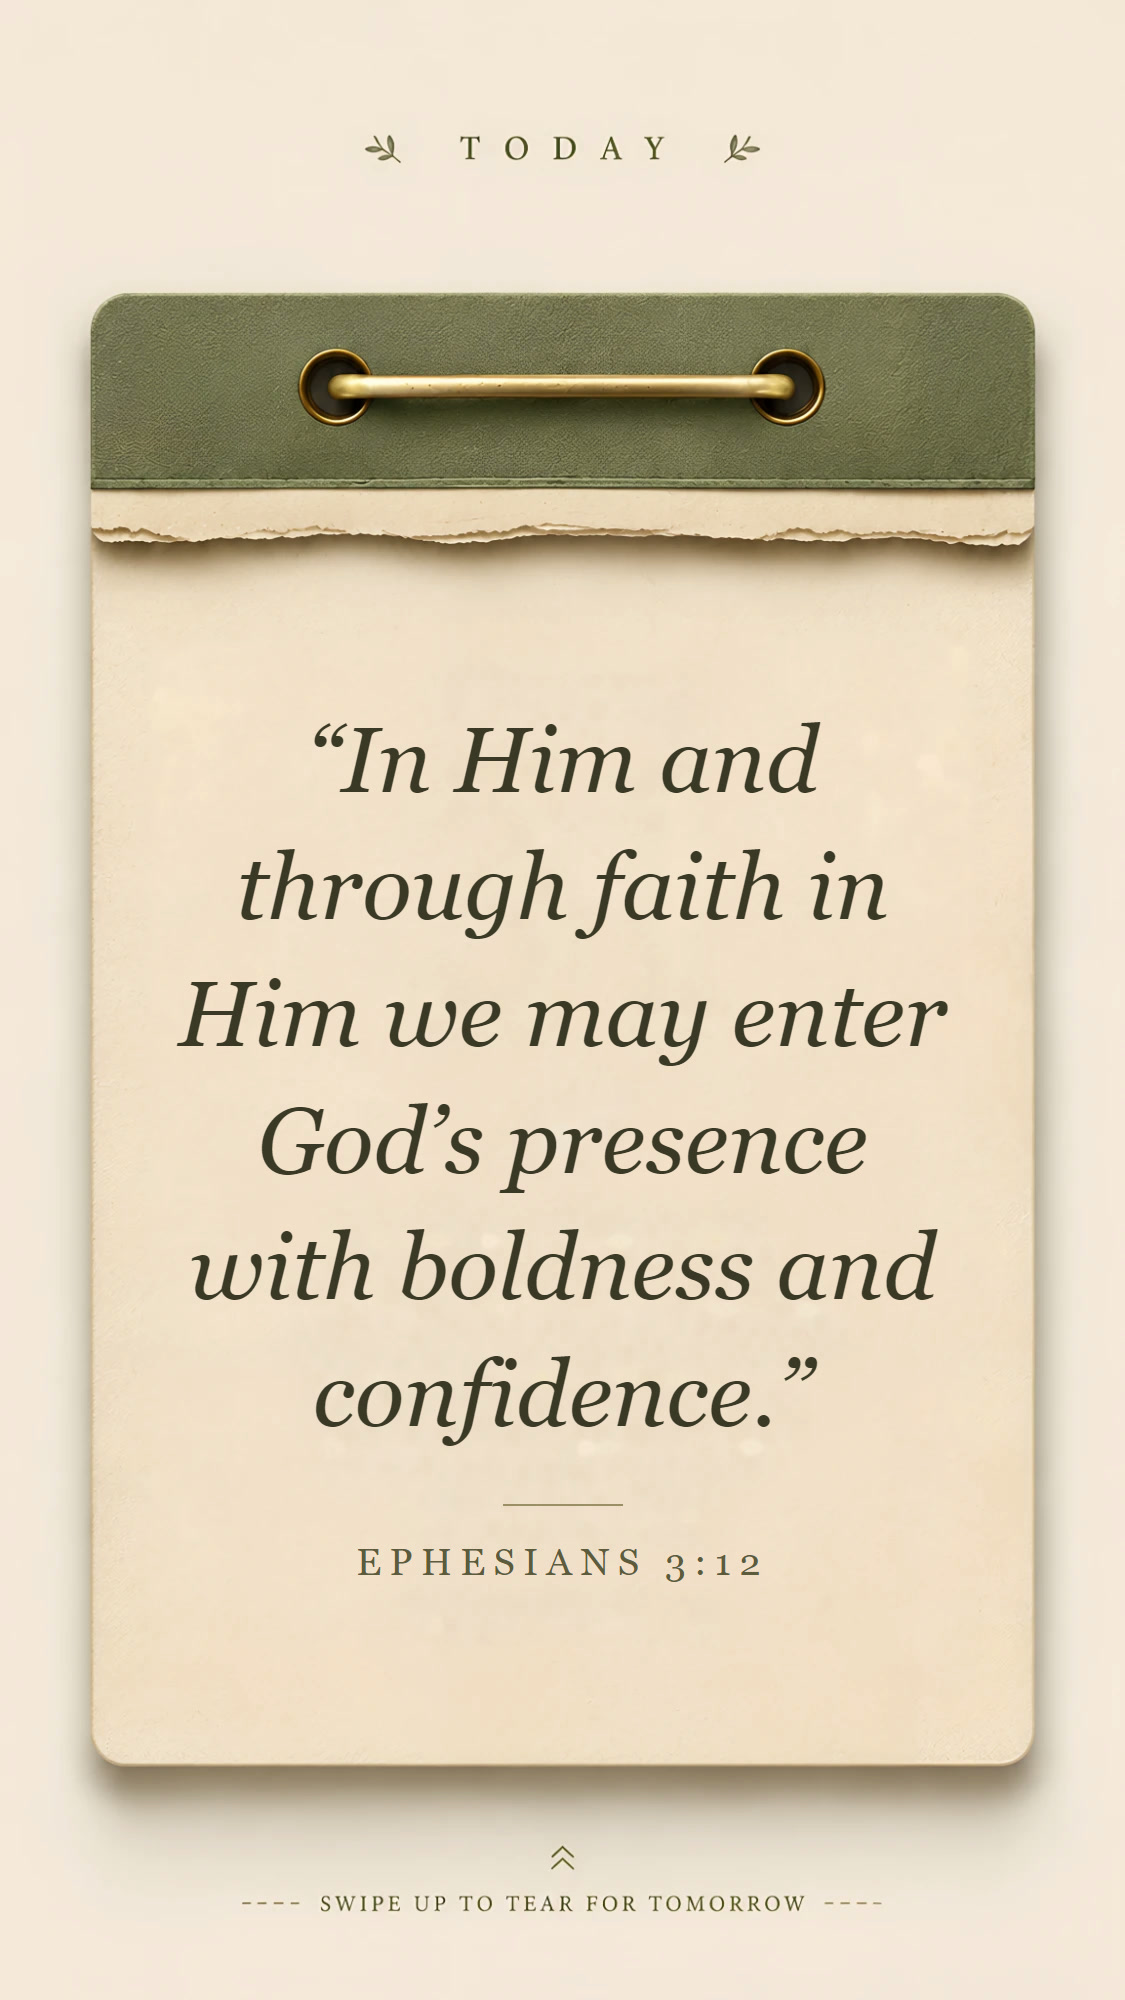 TODAY
“In Him and
through faith in
Him we may enter
God’s presence
with boldness and
confidence.”
EPHESIANS 3:12
SWIPE UP TO TEAR FOR TOMORROW